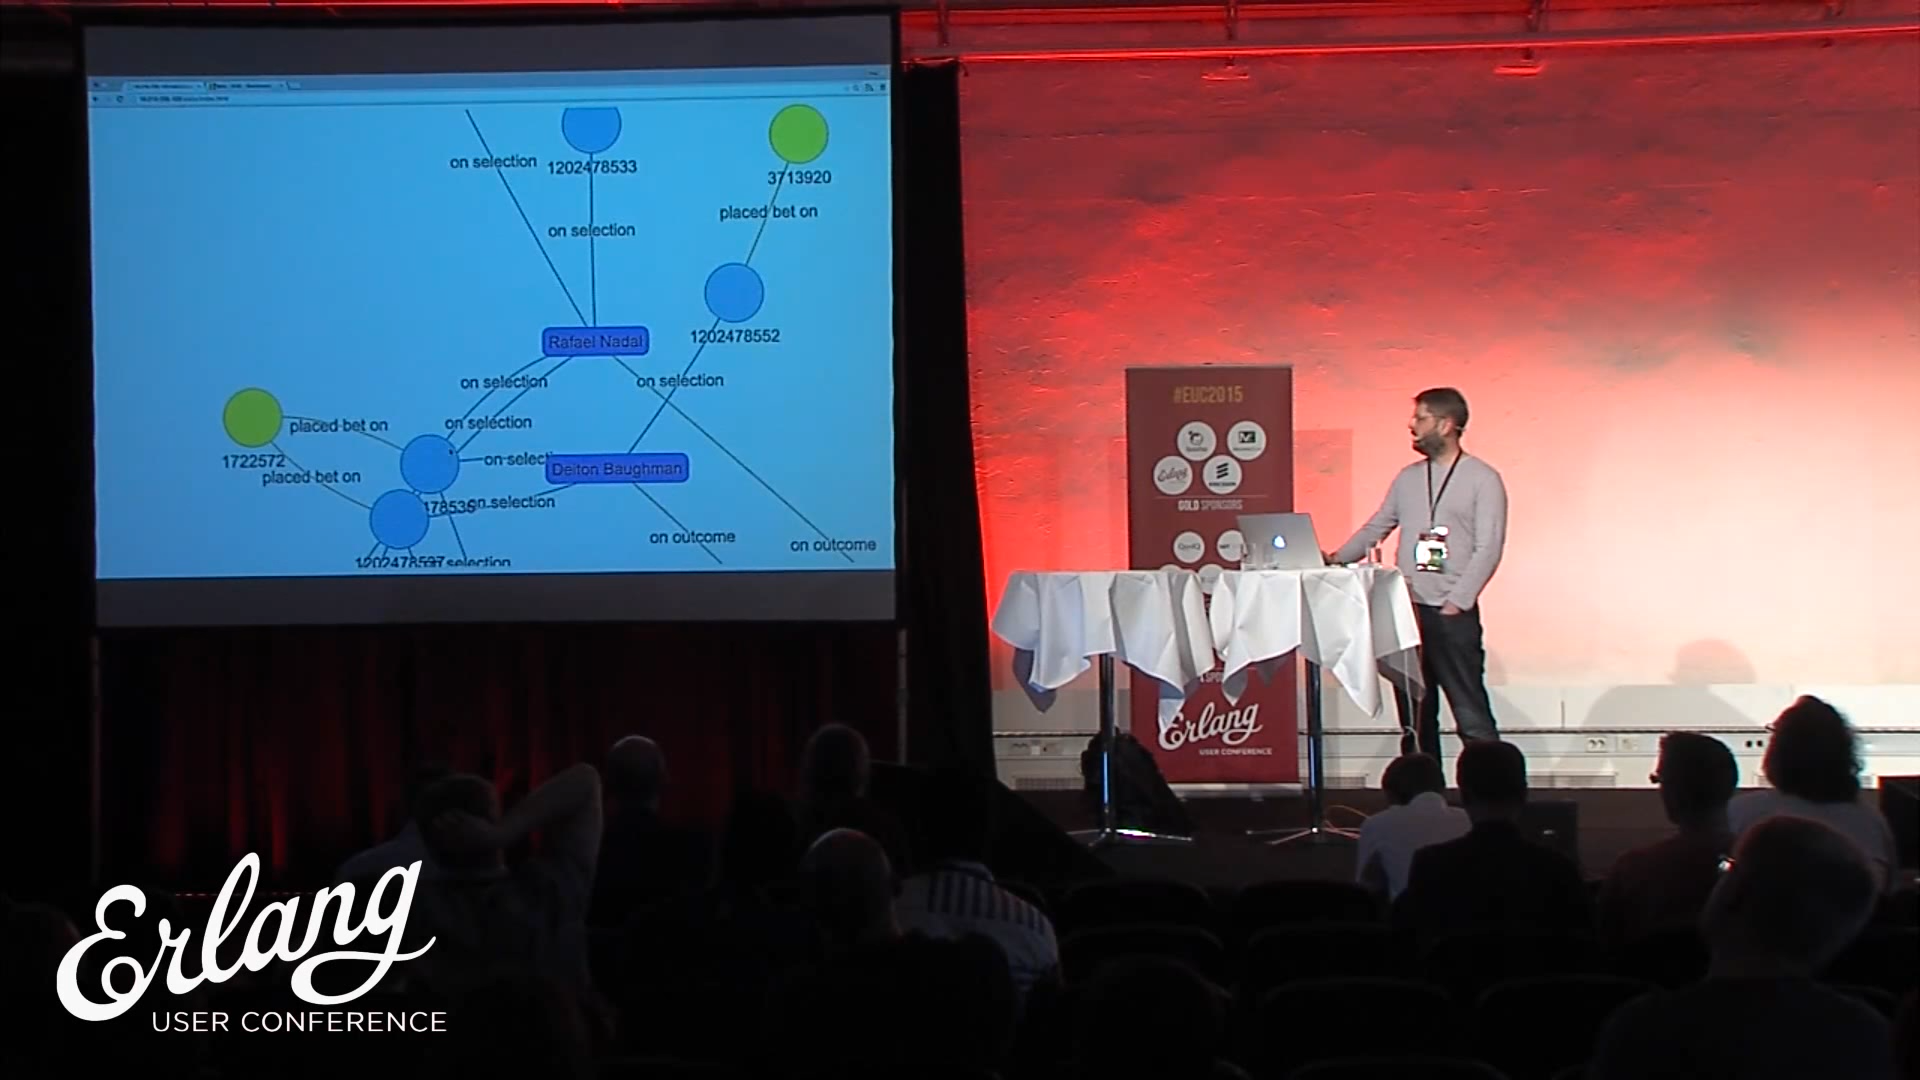 on selection
1202478533
3713920
placed bet on
on selection
1202478552
Rafael Nadal
on selection
on selection
on selection
placed bet on
1722572
on select
Deiton Baughman
placed bet on
on selection
on outcome
on outcome
selection
#EUC2015
Erlang
GOLD SPONSORS
Erlang
USER CONFERENCE
Erlang
USER CONFERENCE